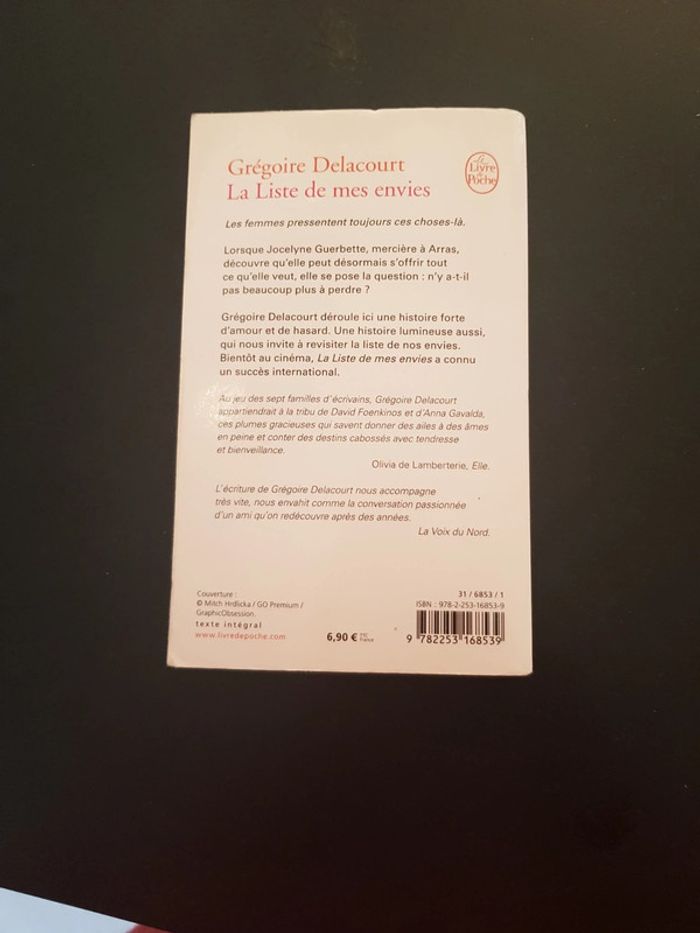 Grégoire Delacourt
La Liste de mes envies
Le
Livre
de
Poche
Les femmes pressentent toujours ces choses-là.
Lorsque Jocelyne Guerbette, mercière à Arras,
découvre qu'elle peut désormais s'offrir tout
ce qu'elle veut, elle se pose la question : n'y a-t-il
pas beaucoup plus à perdre ?
Grégoire Delacourt déroule ici une histoire forte
d'amour et de hasard. Une histoire lumineuse aussi,
qui nous invite à revisiter la liste de nos envies.
Bientôt au cinéma, La Liste de mes envies a connu
un succès international.
Au jeu des sept familles d'écrivains, Grégoire Delacourt
appartiendrait à la tribu de David Foenkinos et d'Anna Gavalda,
ces plumes gracieuses qui savent donner des ailes à des âmes
en peine et conter des destins cabossés avec tendresse
et bienveillance.
Olivia de Lamberterie, Elle.
L'écriture de Grégoire Delacourt nous accompagne
très vite, nous envahit comme la conversation passionnée
d'un ami qu'on redécouvre après des années.
La Voix du Nord.
Couverture :
© Mitch Hrdlicka / GO Premium /
GraphicObsession.
texte intégral
www.livredepoche.com
6,90 € TTC
France
31 / 6853 / 1
ISBN : 978-2-253-16853-9
9 782253 168539